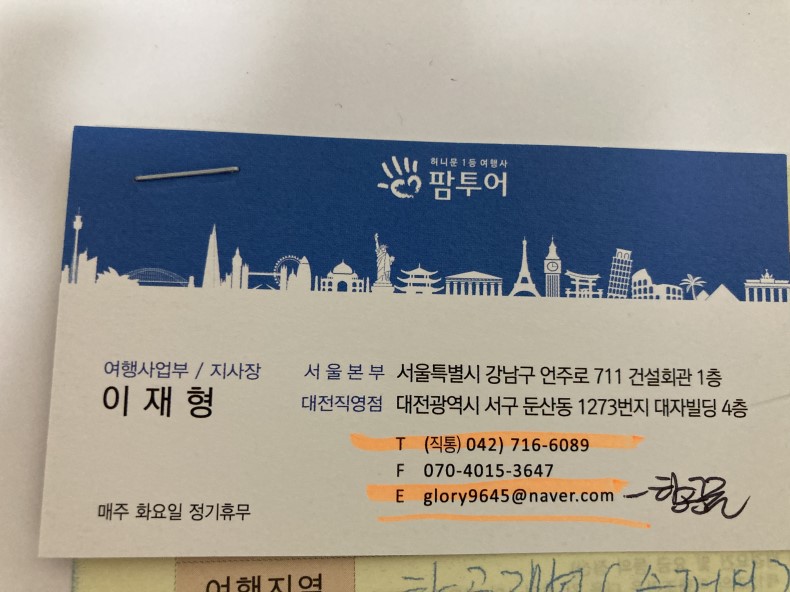 허니문 1등 여행사
팜투어
여행사업부 / 지사장
이 재 형
서 울 본 부 서울특별시 강남구 언주로 711 건설회관 1층
대전직영점 대전광역시 서구 둔산동 1273번지 대자빌딩 4층
T (직통) 042) 716-6089
F 070-4015-3647
E glory9645@naver.com
매주 화요일 정기휴무
여행지역